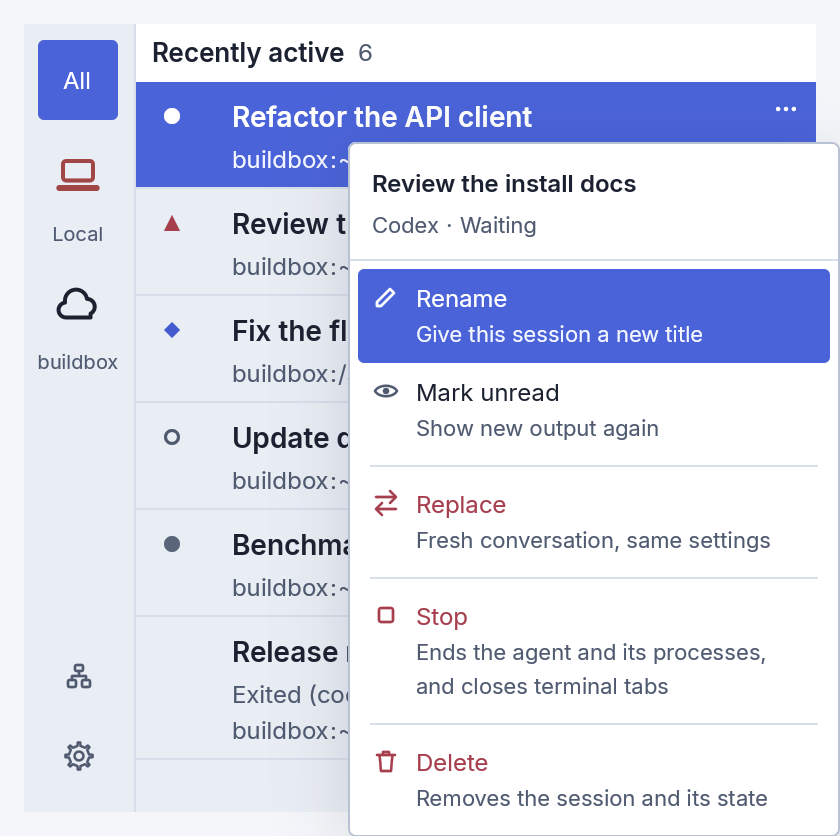 All
Local
buildbox
Recently active 6
Refactor the API client
buildbox:~
Review t
buildbox:~
Fix the fl
buildbox:/
Update
buildbox:~
Benchma
buildbox:~
Release
Exited (co
buildbox:~
Review the install docs
Codex · Waiting
Rename
Give this session a new title
Mark unread
Show new output again
Replace
Fresh conversation, same settings
Stop
Ends the agent and its processes,
and closes terminal tabs
Delete
Removes the session and its state